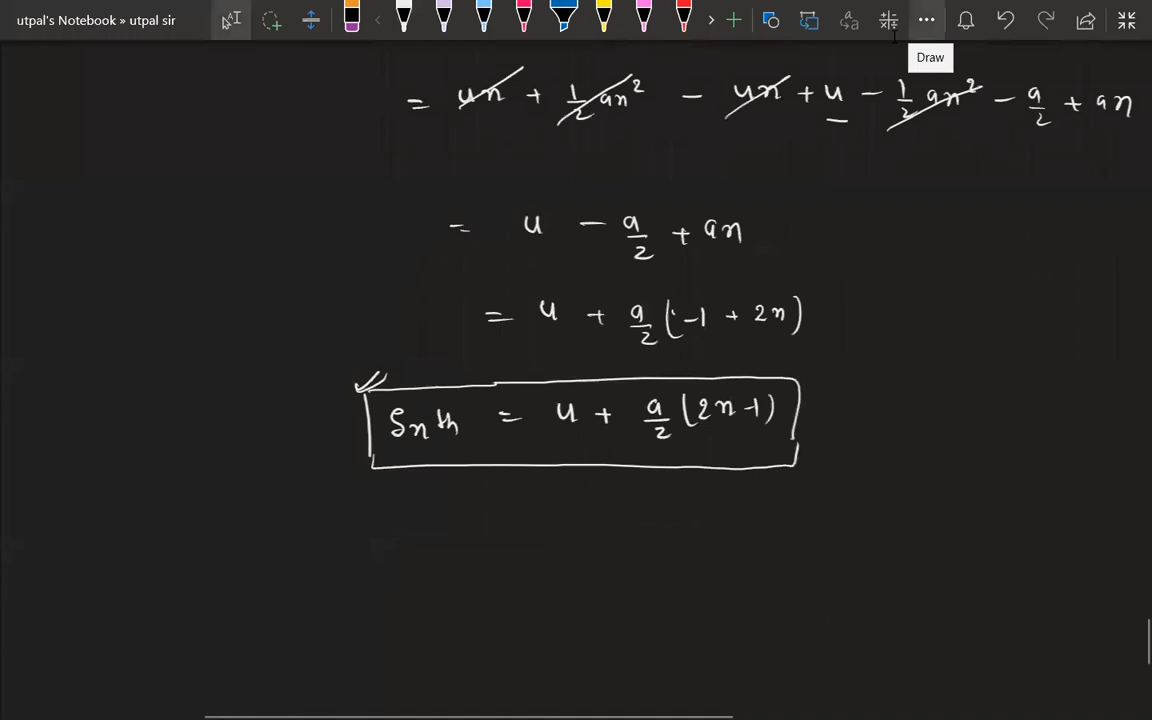 utpal's Notebook » utpal sir
Draw
= un + 1/2 an² - un + u - 1/2 an² - a/2 + an
= u - a/2 + an
= u + a/2 (-1 + 2n)
Snth = u + a/2 (2n-1)